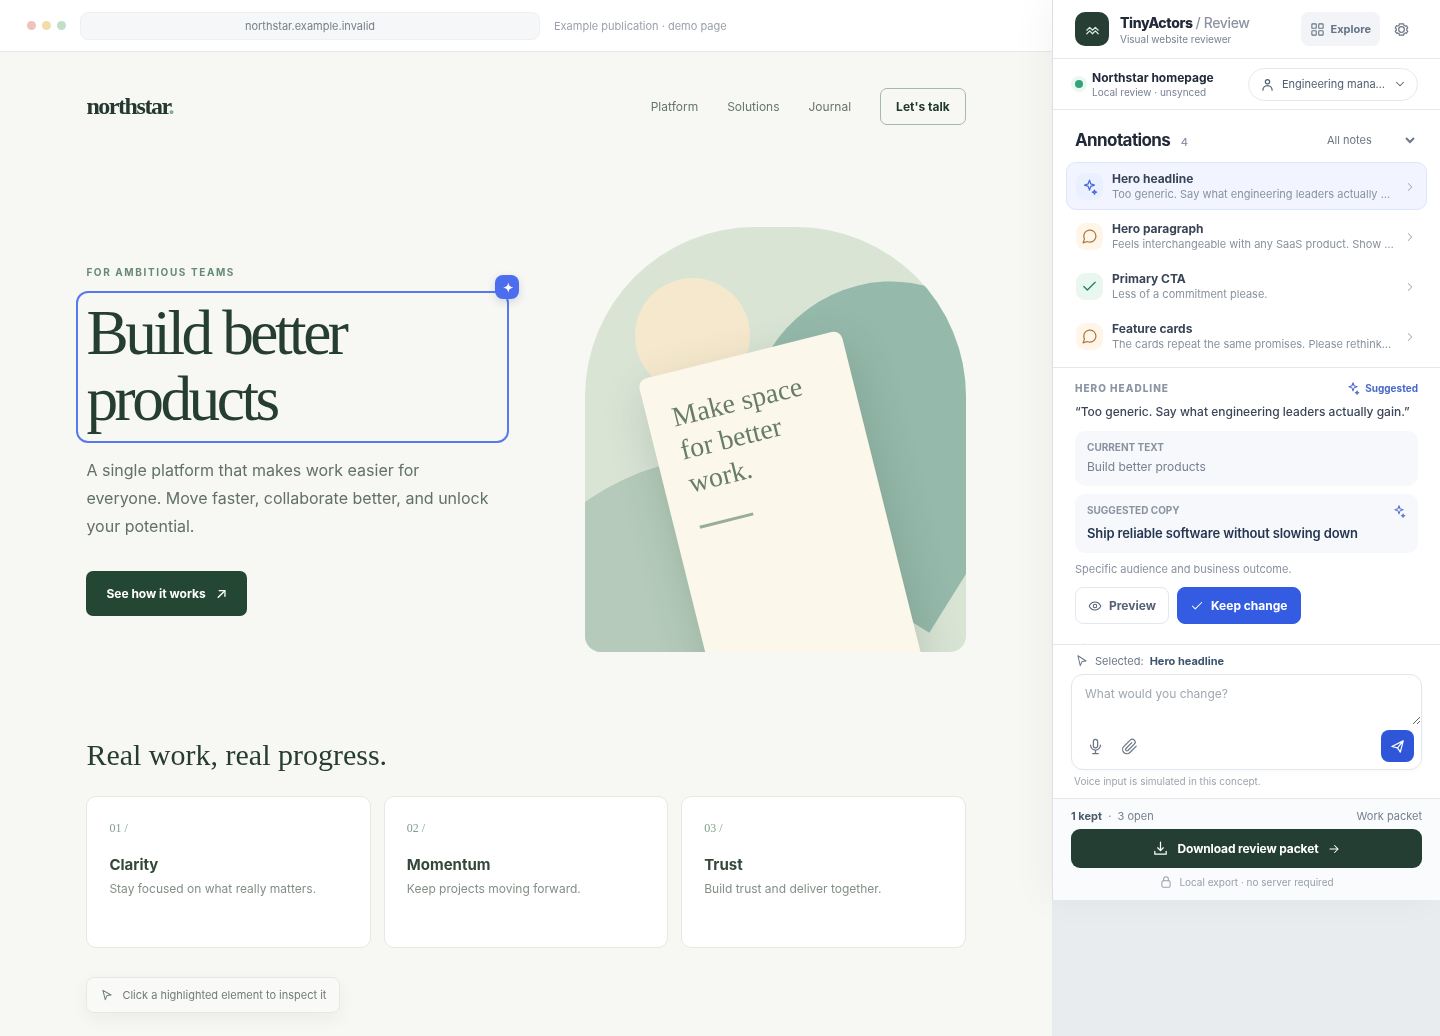 northstar.example.invalid
Example publication · demo page
northstar.
Platform
Solutions
Journal
Let's talk
FOR AMBITIOUS TEAMS
Build better
products
A single platform that makes work easier for
everyone. Move faster, collaborate better, and unlock
your potential.
See how it works
Make space
for better
work.
Real work, real progress.
01 /
Clarity
Stay focused on what really matters.
02 /
Momentum
Keep projects moving forward.
03 /
Trust
Build trust and deliver together.
Click a highlighted element to inspect it
TinyActors / Review
Visual website reviewer
Explore
Northstar homepage
Local review · unsynced
Engineering mana...
Annotations 4
All notes
Hero headline
Too generic. Say what engineering leaders actually ...
Hero paragraph
Feels interchangeable with any SaaS product. Show ...
Primary CTA
Less of a commitment please.
Feature cards
The cards repeat the same promises. Please rethink...
HERO HEADLINE
Suggested
“Too generic. Say what engineering leaders actually gain.”
CURRENT TEXT
Build better products
SUGGESTED COPY
Ship reliable software without slowing down
Specific audience and business outcome.
Preview
Keep change
Selected: Hero headline
What would you change?
Voice input is simulated in this concept.
1 kept · 3 open
Work packet
Download review packet →
Local export · no server required